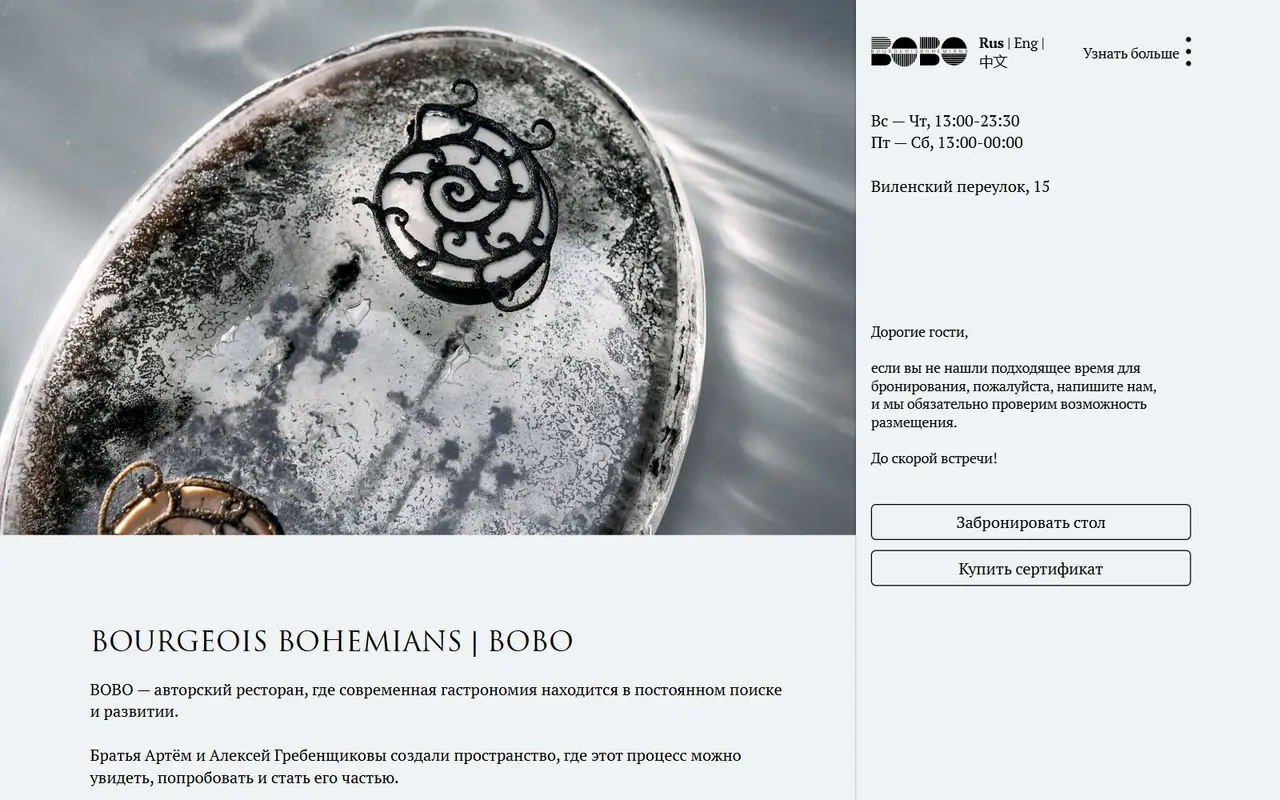 BOBO
BOURGEOISBOHEMIANS
Rus | Eng |
中文
Узнать больше
Вс — Чт, 13:00-23:30
Пт — Сб, 13:00-00:00
Виленский переулок, 15
Дорогие гости,
если вы не нашли подходящее время для
бронирования, пожалуйста, напишите нам,
и мы обязательно проверим возможность
размещения.
До скорой встречи!
Забронировать стол
Купить сертификат
BOURGEOIS BOHEMIANS | BOBO
BOBO — авторский ресторан, где современная гастрономия находится в постоянном поиске
и развитии.
Братья Артём и Алексей Гребенщиковы создали пространство, где этот процесс можно
увидеть, попробовать и стать его частью.